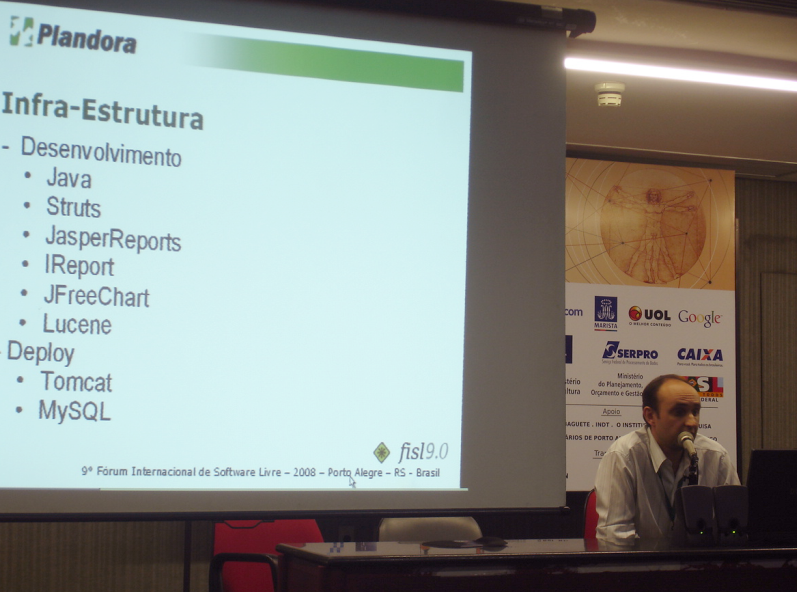 Plandora
Infra-Estrutura
- Desenvolvimento
• Java
• Struts
• JasperReports
• IReport
• JFreeChart
• Lucene
- Deploy
• Tomcat
• MySQL
fisl9.0
9º Fórum Internacional de Software Livre – 2008 – Porto Alegre – RS - Brasil
com
MARISTA
UOL
O MELHOR CONTEÚDO
Google
SERPRO
CAIXA
Ministério
do Planejamento,
Orçamento e Gestão
SL
Apoio